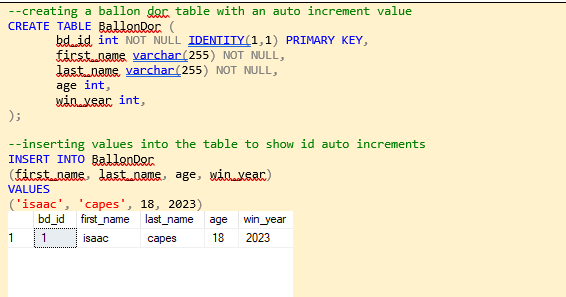 --creating a ballon dor table with an auto increment value
CREATE TABLE BallonDor (
bd_id int NOT NULL IDENTITY(1,1) PRIMARY KEY,
first_name varchar(255) NOT NULL,
last_name varchar(255) NOT NULL,
age int,
win_year int,
);
--inserting values into the table to show id auto increments
INSERT INTO BallonDor
(first_name, last_name, age, win_year)
VALUES
('isaac', 'capes', 18, 2023)
bd_id first_name last_name age win_year
1 1 isaac capes 18 2023